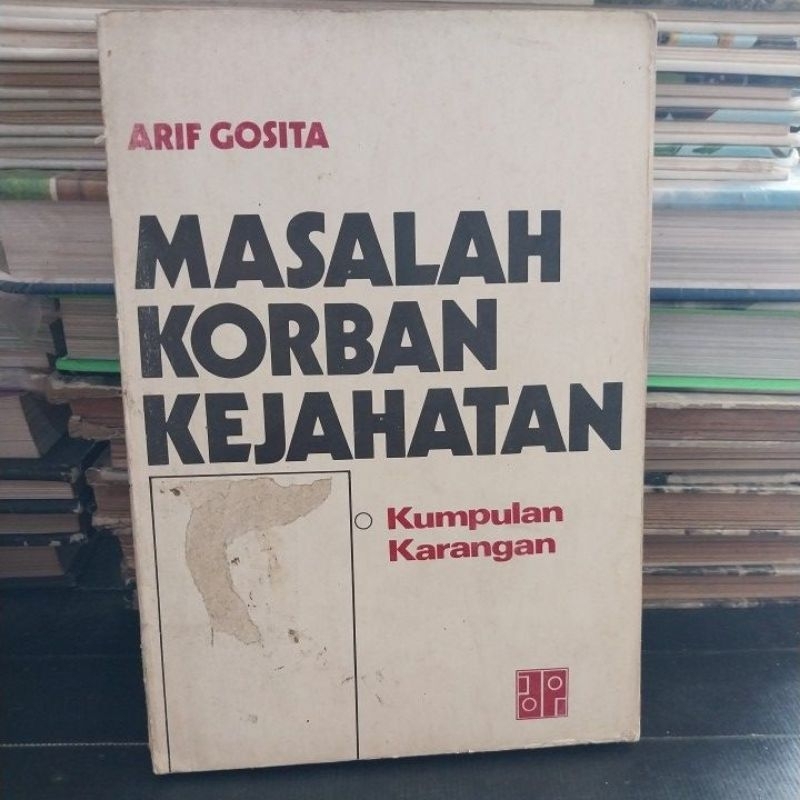 ARIF GOSITA
MASALAH
KORBAN
KEJAHATAN
Kumpulan
Karangan